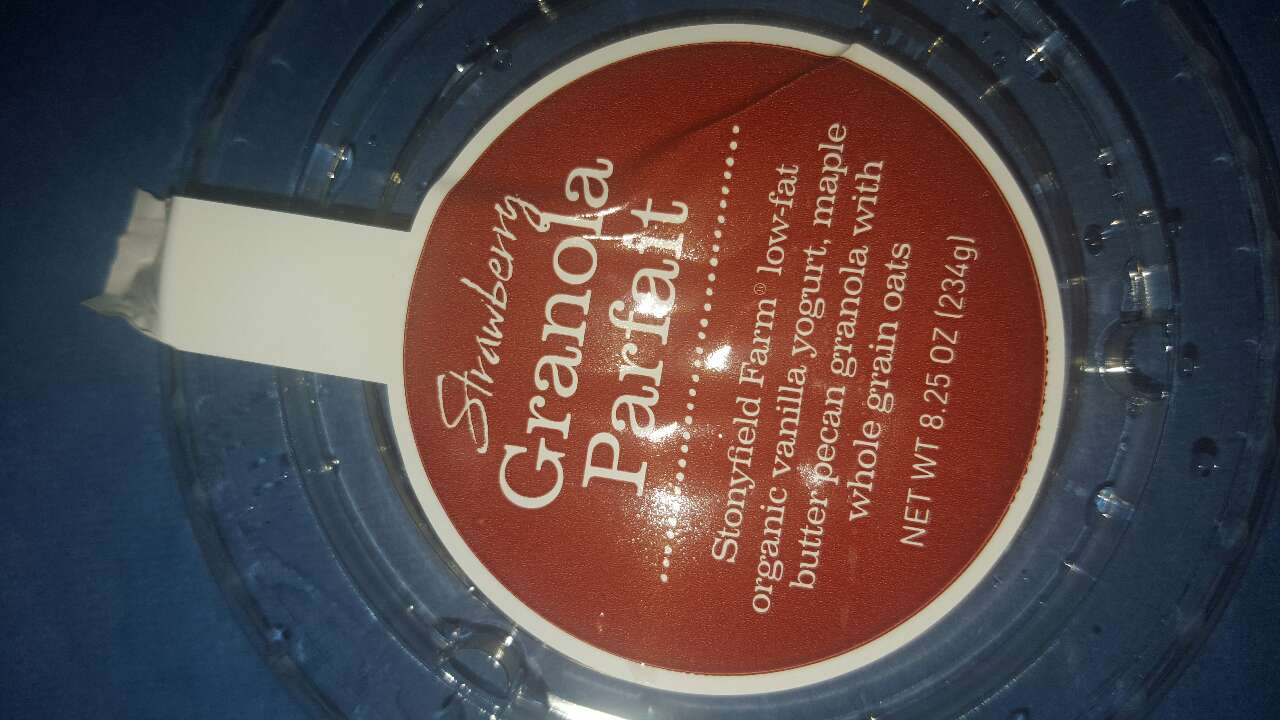 Strawberry
Granola
Parfait
Stonyfield Farm® low-fat
organic vanilla yogurt, maple
butter pecan granola with
whole grain oats
NET WT 8.25 OZ (234g)